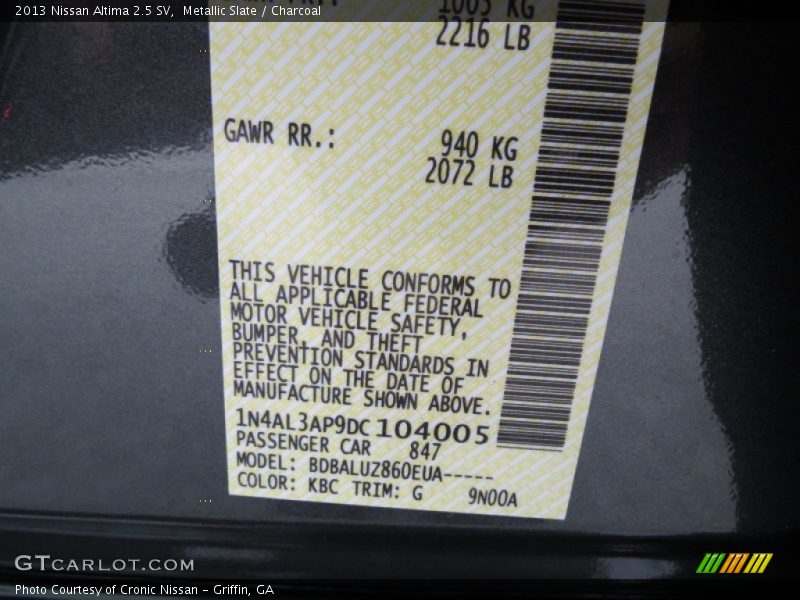 2013 Nissan Altima 2.5 SV, Metallic Slate / Charcoal
1005 KG
2216 LB
GAWR RR.: 940 KG
2072 LB
THIS VEHICLE CONFORMS TO
ALL APPLICABLE FEDERAL
MOTOR VEHICLE SAFETY,
BUMPER, AND THEFT
PREVENTION STANDARDS IN
EFFECT ON THE DATE OF
MANUFACTURE SHOWN ABOVE.
1N4AL3AP9DC104005
PASSENGER CAR 847
MODEL: BDBALUZ860EUA-----
COLOR: KBC TRIM: G 9N00A
GTCARLOT.COM
Photo Courtesy of Cronic Nissan - Griffin, GA